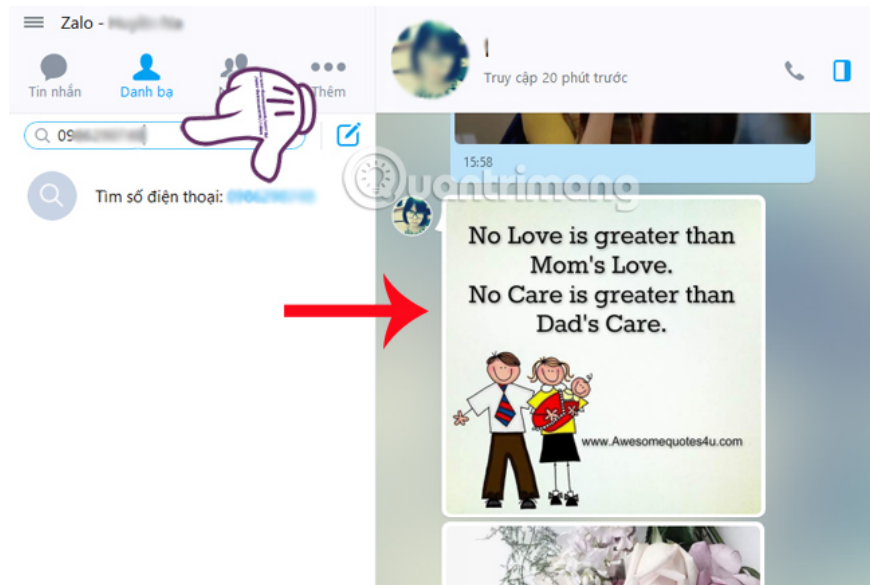 Zalo -
Truy cập 20 phút trước
Tin nhắn
Danh bạ
Thêm
09
Tìm số điện thoại:
15:58
Quantrimang
No Love is greater than
Mom's Love.
No Care is greater than
Dad's Care.
www.Awesomequotes4u.com